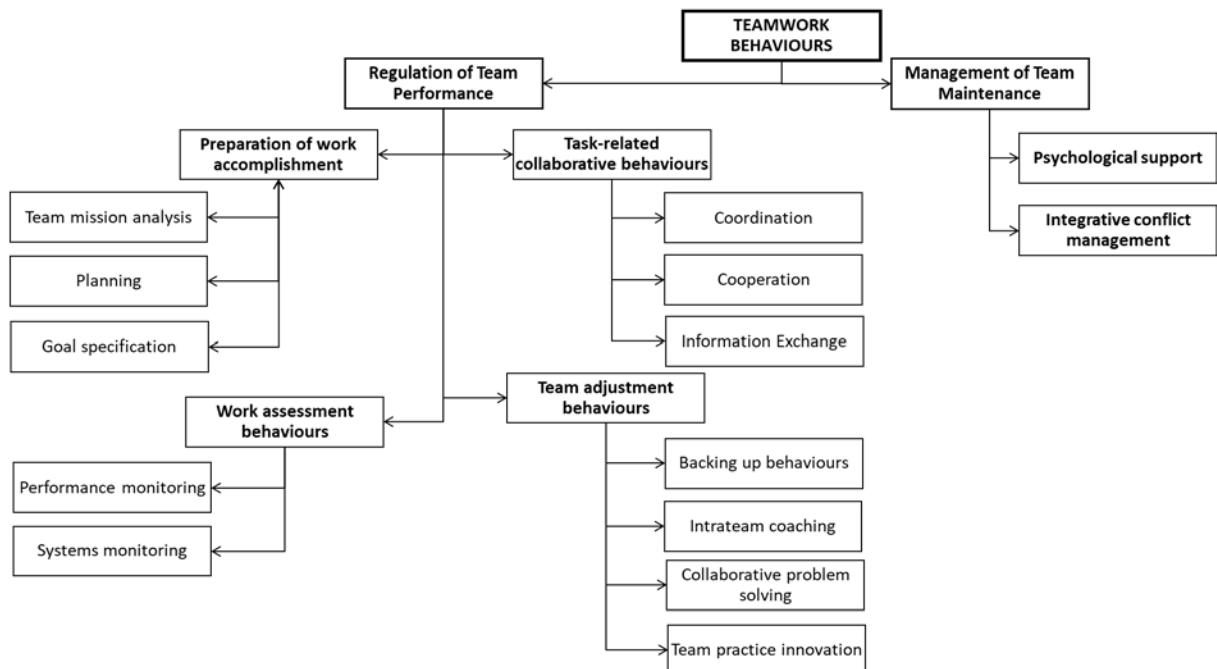 TEAMWORK
BEHAVIOURS
Regulation of Team
Performance
Management of Team
Maintenance
Preparation of work
accomplishment
Task-related
collaborative behaviours
Psychological support
Team mission analysis
Coordination
Integrative conflict
management
Planning
Cooperation
Goal specification
Information Exchange
Work assessment
behaviours
Team adjustment
behaviours
Performance monitoring
Backing up behaviours
Systems monitoring
Intrateam coaching
Collaborative problem
solving
Team practice innovation